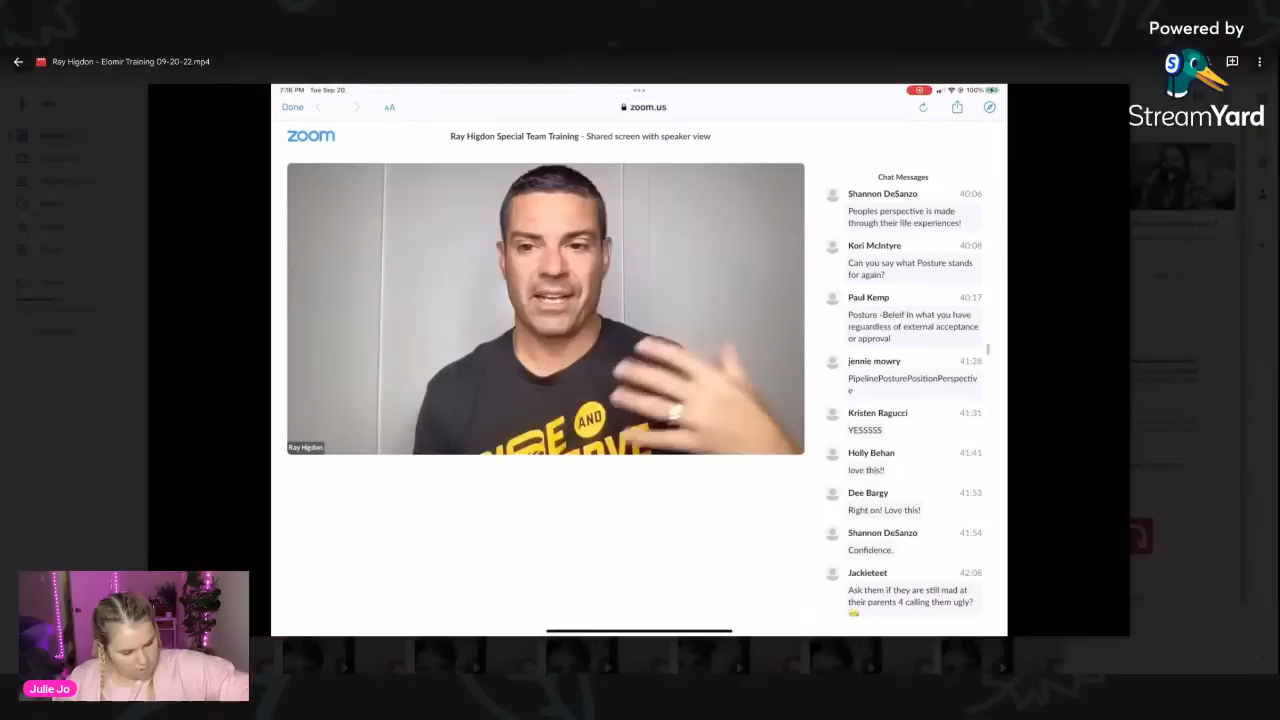 Powered by
StreamYard
Ray Higdon - Elomir Training 09-20-22.mp4
7:16 PM Tue Sep 20
100%
Done
AA
zoom.us
zoom
Ray Higdon Special Team Training - Shared screen with speaker view
Chat Messages
Shannon DeSanzo 40:06
Peoples perspective is made
through their life experiences!
Kori McIntyre 40:08
Can you say what Posture stands
for again?
Paul Kemp 40:17
Posture -Beleif in what you have
reguardless of external acceptance
or approval
jennie mowry 41:28
PipelinePosturePositionPerspectiv
e
Kristen Ragucci 41:31
YESSSSS
Holly Behan 41:41
love this!!
Dee Bargy 41:53
Right on! Love this!
Shannon DeSanzo 41:54
Confidence.
Jackieteet 42:08
Ask them if they are still mad at
their parents 4 calling them ugly?
AND
Ray Higdon
Julie Jo